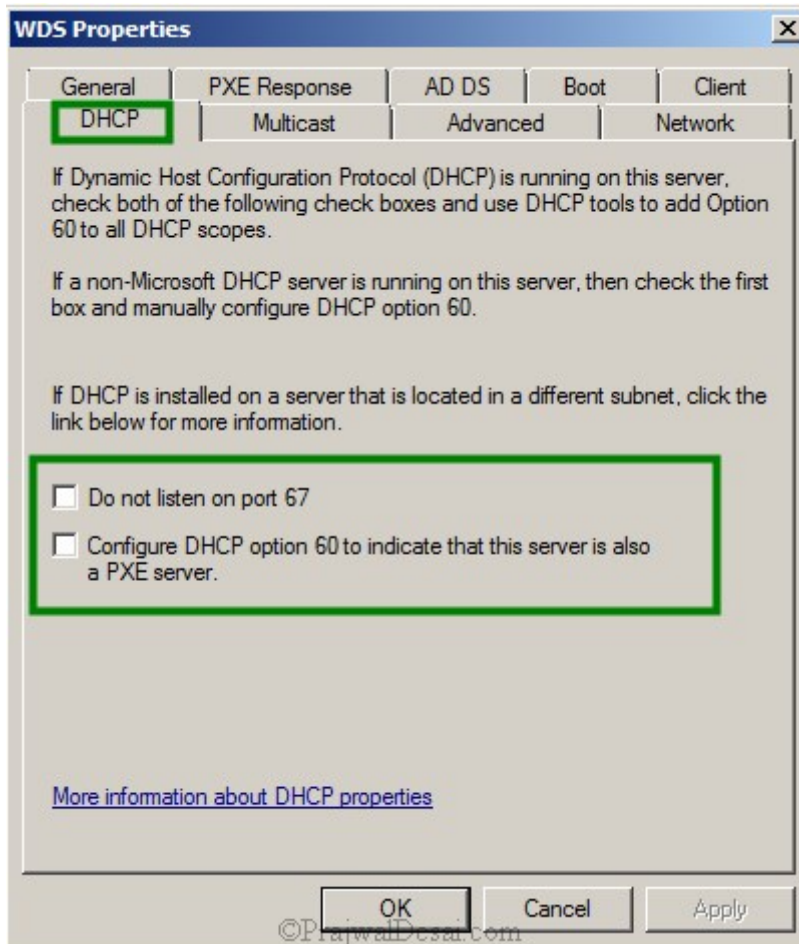 WDS Properties
General PXE Response AD DS Boot Client
DHCP Multicast Advanced Network
If Dynamic Host Configuration Protocol (DHCP) is running on this server,
check both of the following check boxes and use DHCP tools to add Option
60 to all DHCP scopes.
If a non-Microsoft DHCP server is running on this server, then check the first
box and manually configure DHCP option 60.
If DHCP is installed on a server that is located in a different subnet, click the
link below for more information.
Do not listen on port 67
Configure DHCP option 60 to indicate that this server is also
a PXE server.
More information about DHCP properties
OK Cancel Apply
©PrajwalDesai.com